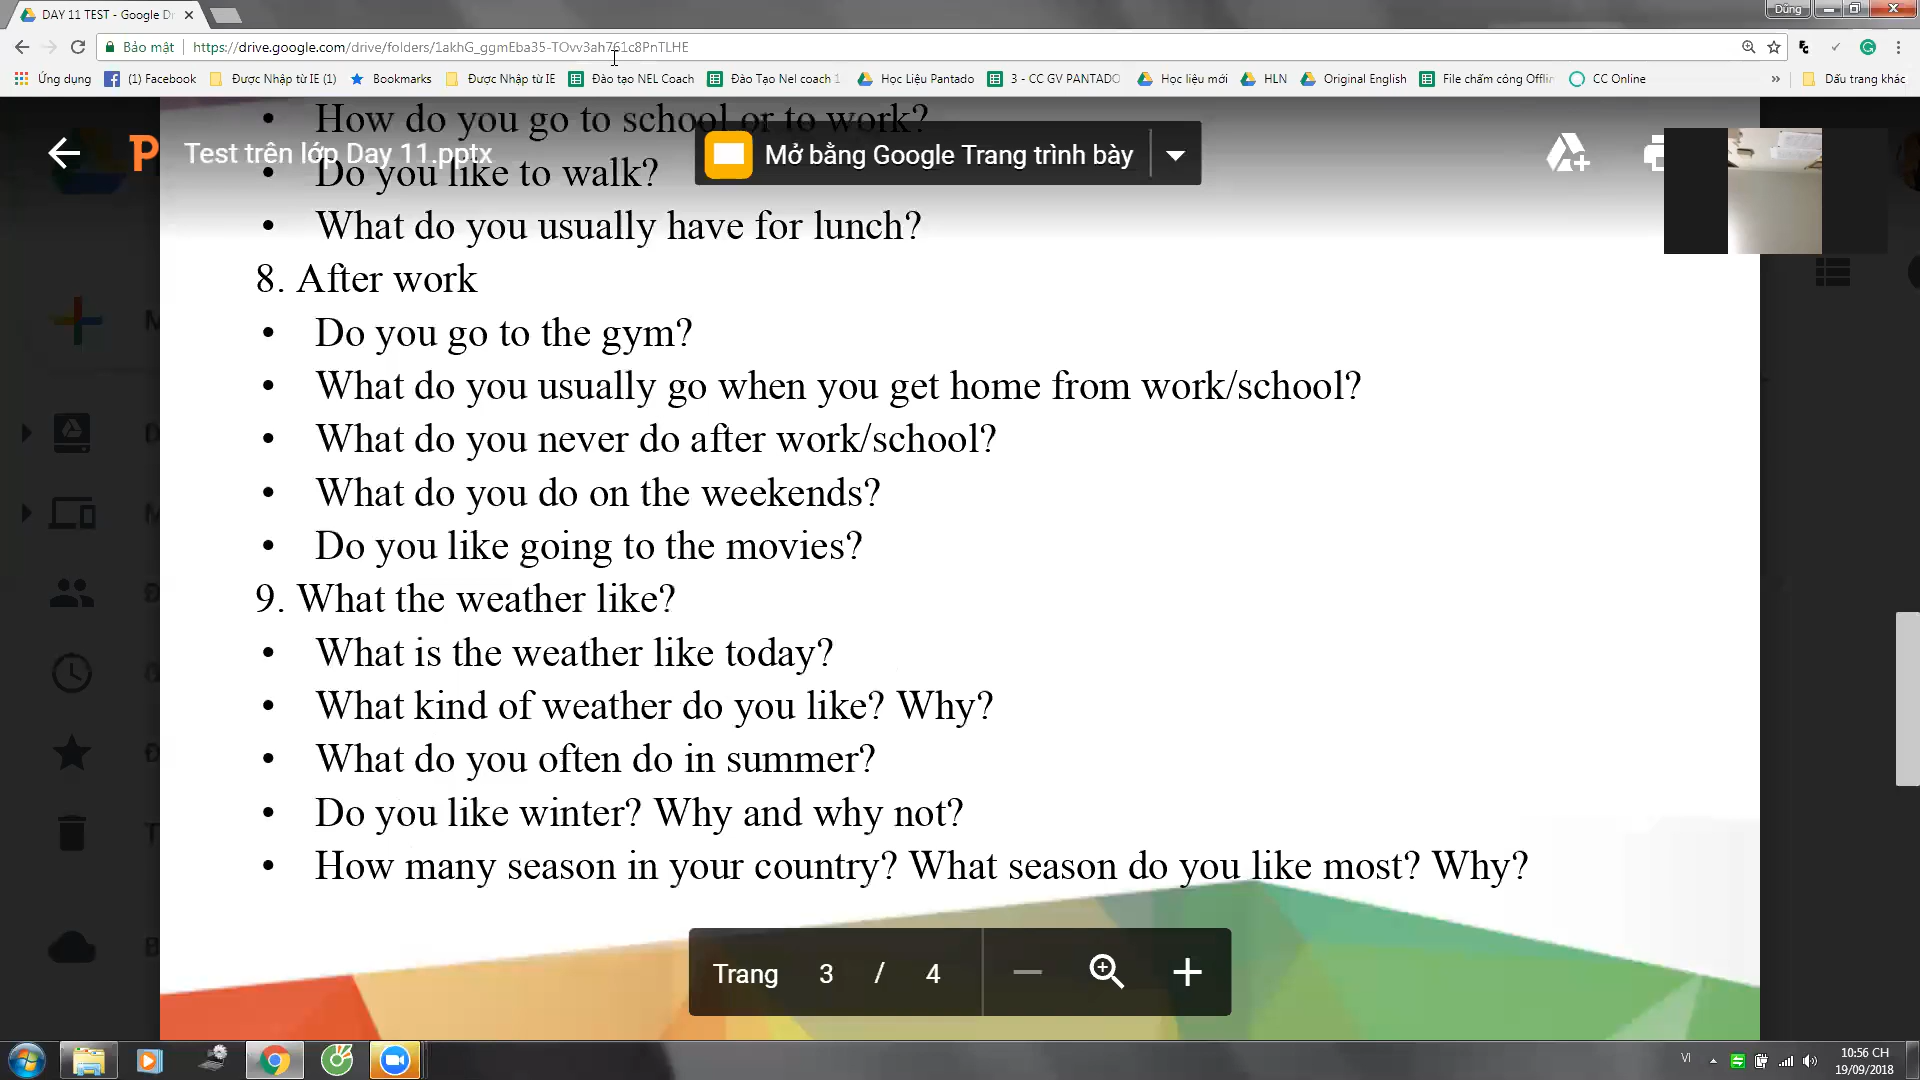 DAY 11 TEST - Google Dr
Dũng
Bảo mật
https://drive.google.com/drive/folders/1akhG_ggmEba35-TOvv3ah761c8PnTLHE
Ứng dụng
(1) Facebook
Được Nhập từ IE (1)
Bookmarks
Được Nhập từ IE
Đào tạo NEL Coach
Đào Tạo Nel coach 1
Học Liệu Pantado
3 - CC GV PANTADO
Học liệu mới
HLN
Original English
File chấm công Offlin
CC Online
Dấu trang khác
• How do you go to school or to work?
Test trên lớp Day 11.pptx
Mở bằng Google Trang trình bày
• Do you like to walk?
• What do you usually have for lunch?
8. After work
• Do you go to the gym?
• What do you usually go when you get home from work/school?
• What do you never do after work/school?
• What do you do on the weekends?
• Do you like going to the movies?
9. What the weather like?
• What is the weather like today?
• What kind of weather do you like? Why?
• What do you often do in summer?
• Do you like winter? Why and why not?
• How many season in your country? What season do you like most? Why?
Trang 3 / 4
VI
10:56 CH
19/09/2018